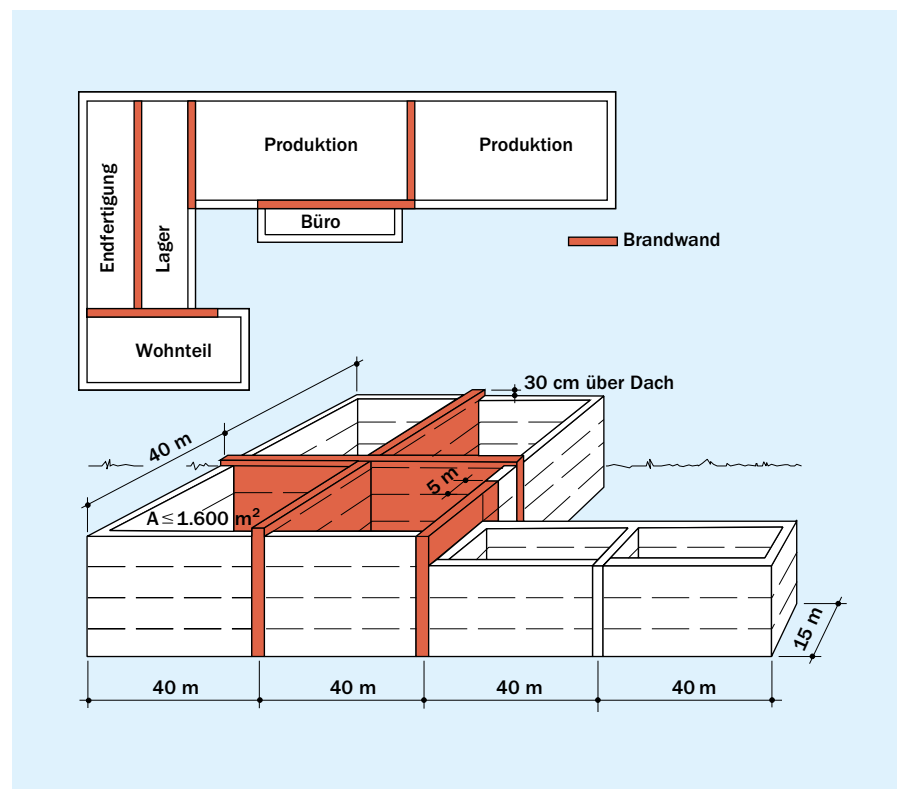 Produktion
Produktion
Endfertigung
Lager
Büro
Brandwand
Wohnteil
30 cm über Dach
40 m
5 m
A ≤ 1.600 m²
15 m
40 m
40 m
40 m
40 m